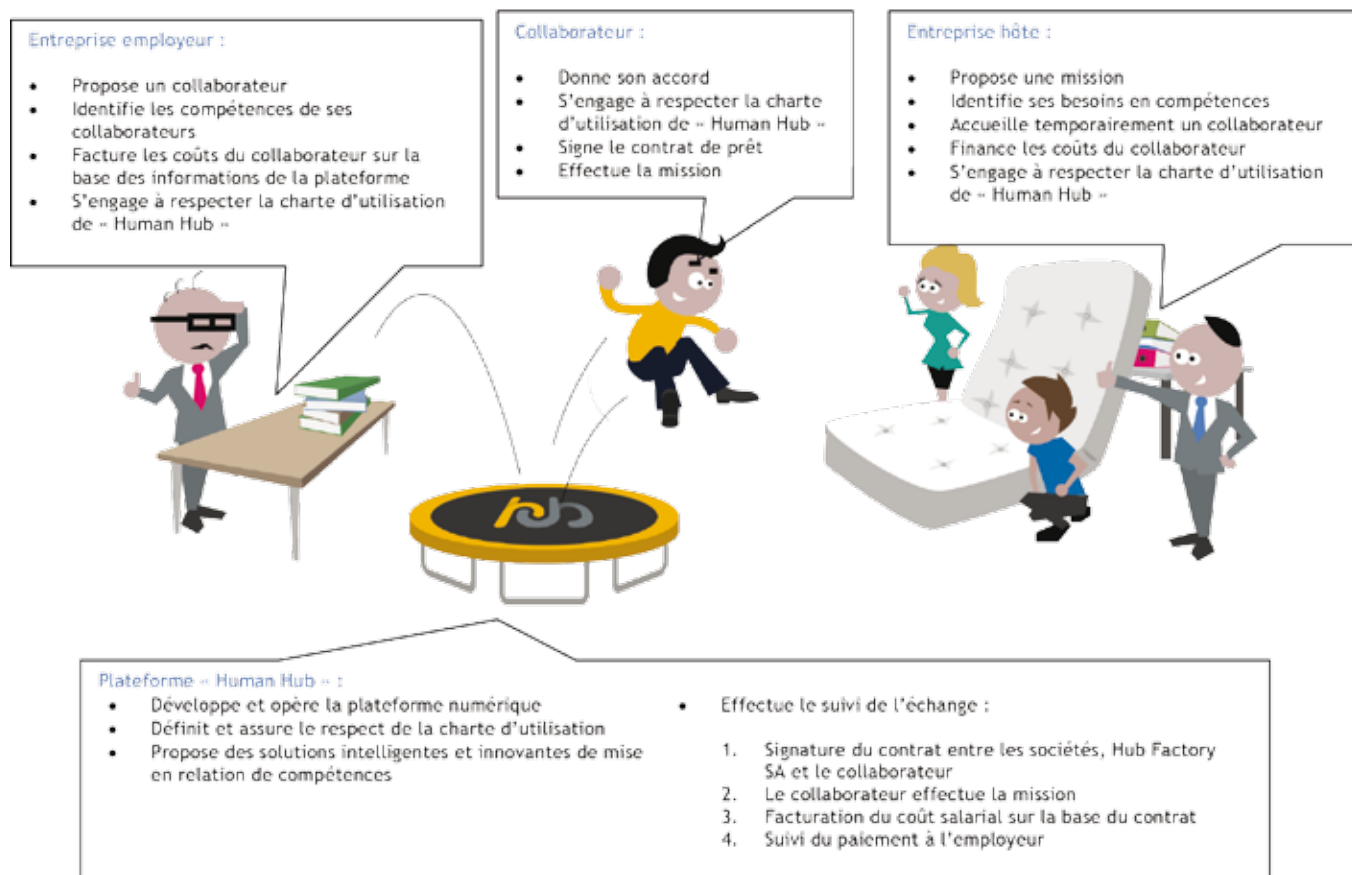 Entreprise employeur :
• Propose un collaborateur
• Identifie les compétences de ses
collaborateurs
• Facture les coûts du collaborateur sur la
base des informations de la plateforme
• S'engage à respecter la charte d'utilisation
de « Human Hub »
Collaborateur :
• Donne son accord
• S'engage à respecter la charte
d'utilisation de « Human Hub »
• Signe le contrat de prêt
• Effectue la mission
Entreprise hôte :
• Propose une mission
• Identifie ses besoins en compétences
• Accueille temporairement un collaborateur
• Finance les coûts du collaborateur
• S'engage à respecter la charte d'utilisation
de « Human Hub »
Plateforme « Human Hub » :
• Développe et opère la plateforme numérique
• Définit et assure le respect de la charte d'utilisation
• Propose des solutions intelligentes et innovantes de mise
en relation de compétences
• Effectue le suivi de l'échange :
1. Signature du contrat entre les sociétés, Hub Factory
SA et le collaborateur
2. Le collaborateur effectue la mission
3. Facturation du coût salarial sur la base du contrat
4. Suivi du paiement à l'employeur